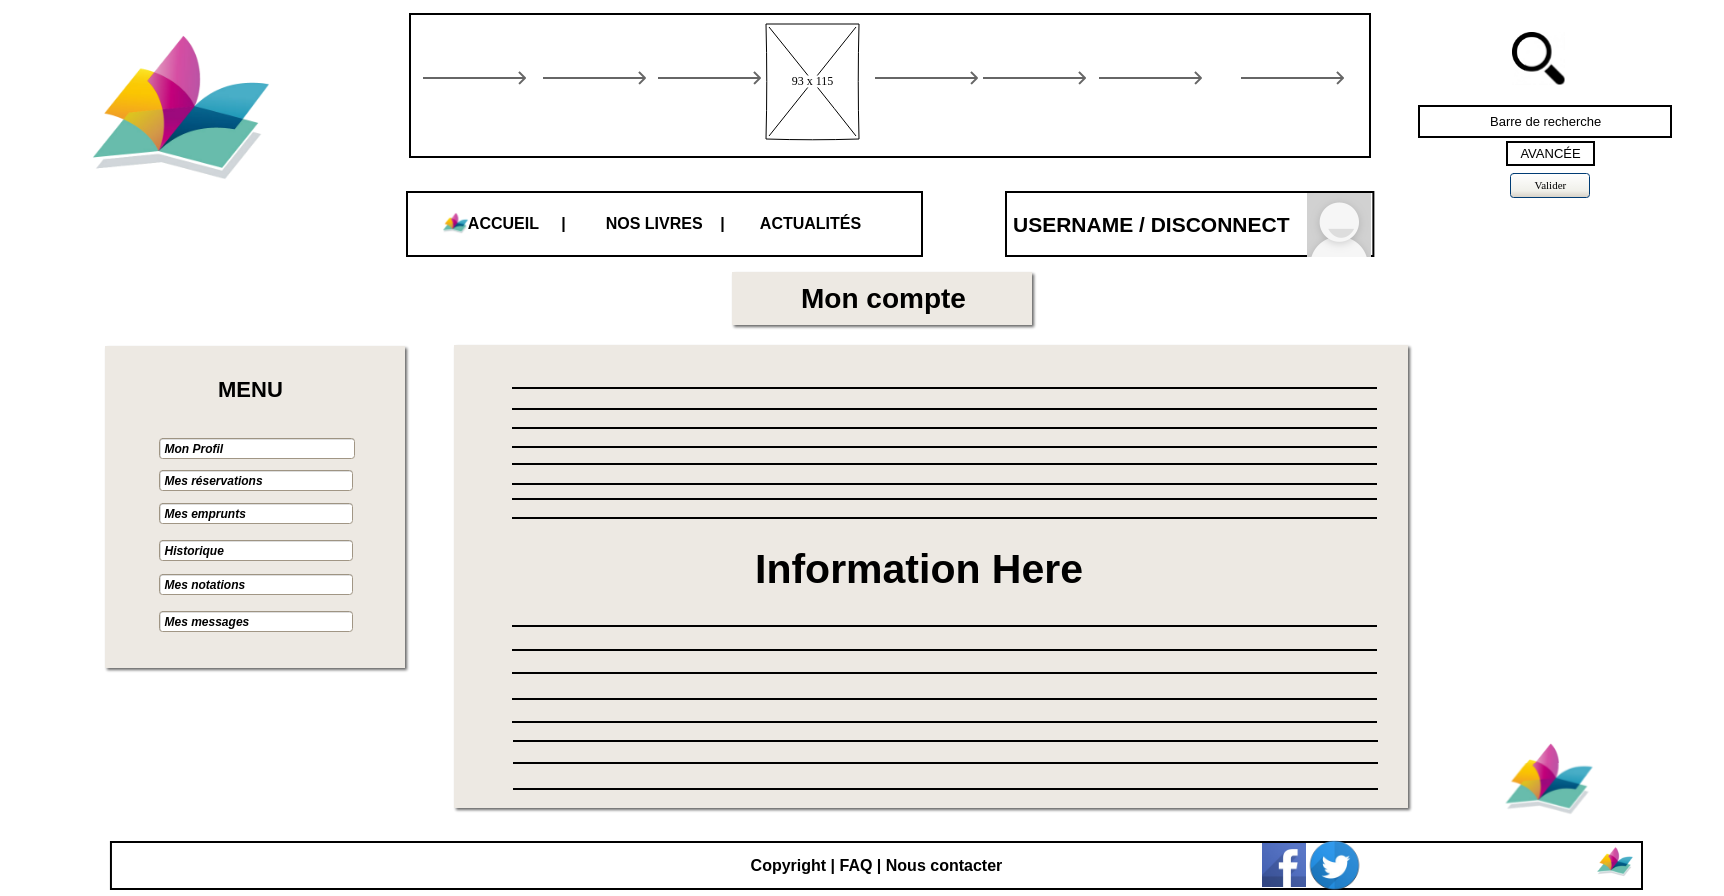 93 x 115
Barre de recherche
AVANCÉE
Valider
ACCUEIL | NOS LIVRES | ACTUALITÉS
USERNAME / DISCONNECT
Mon compte
MENU
Mon Profil
Mes réservations
Mes emprunts
Historique
Mes notations
Mes messages
Information Here
Copyright | FAQ | Nous contacter